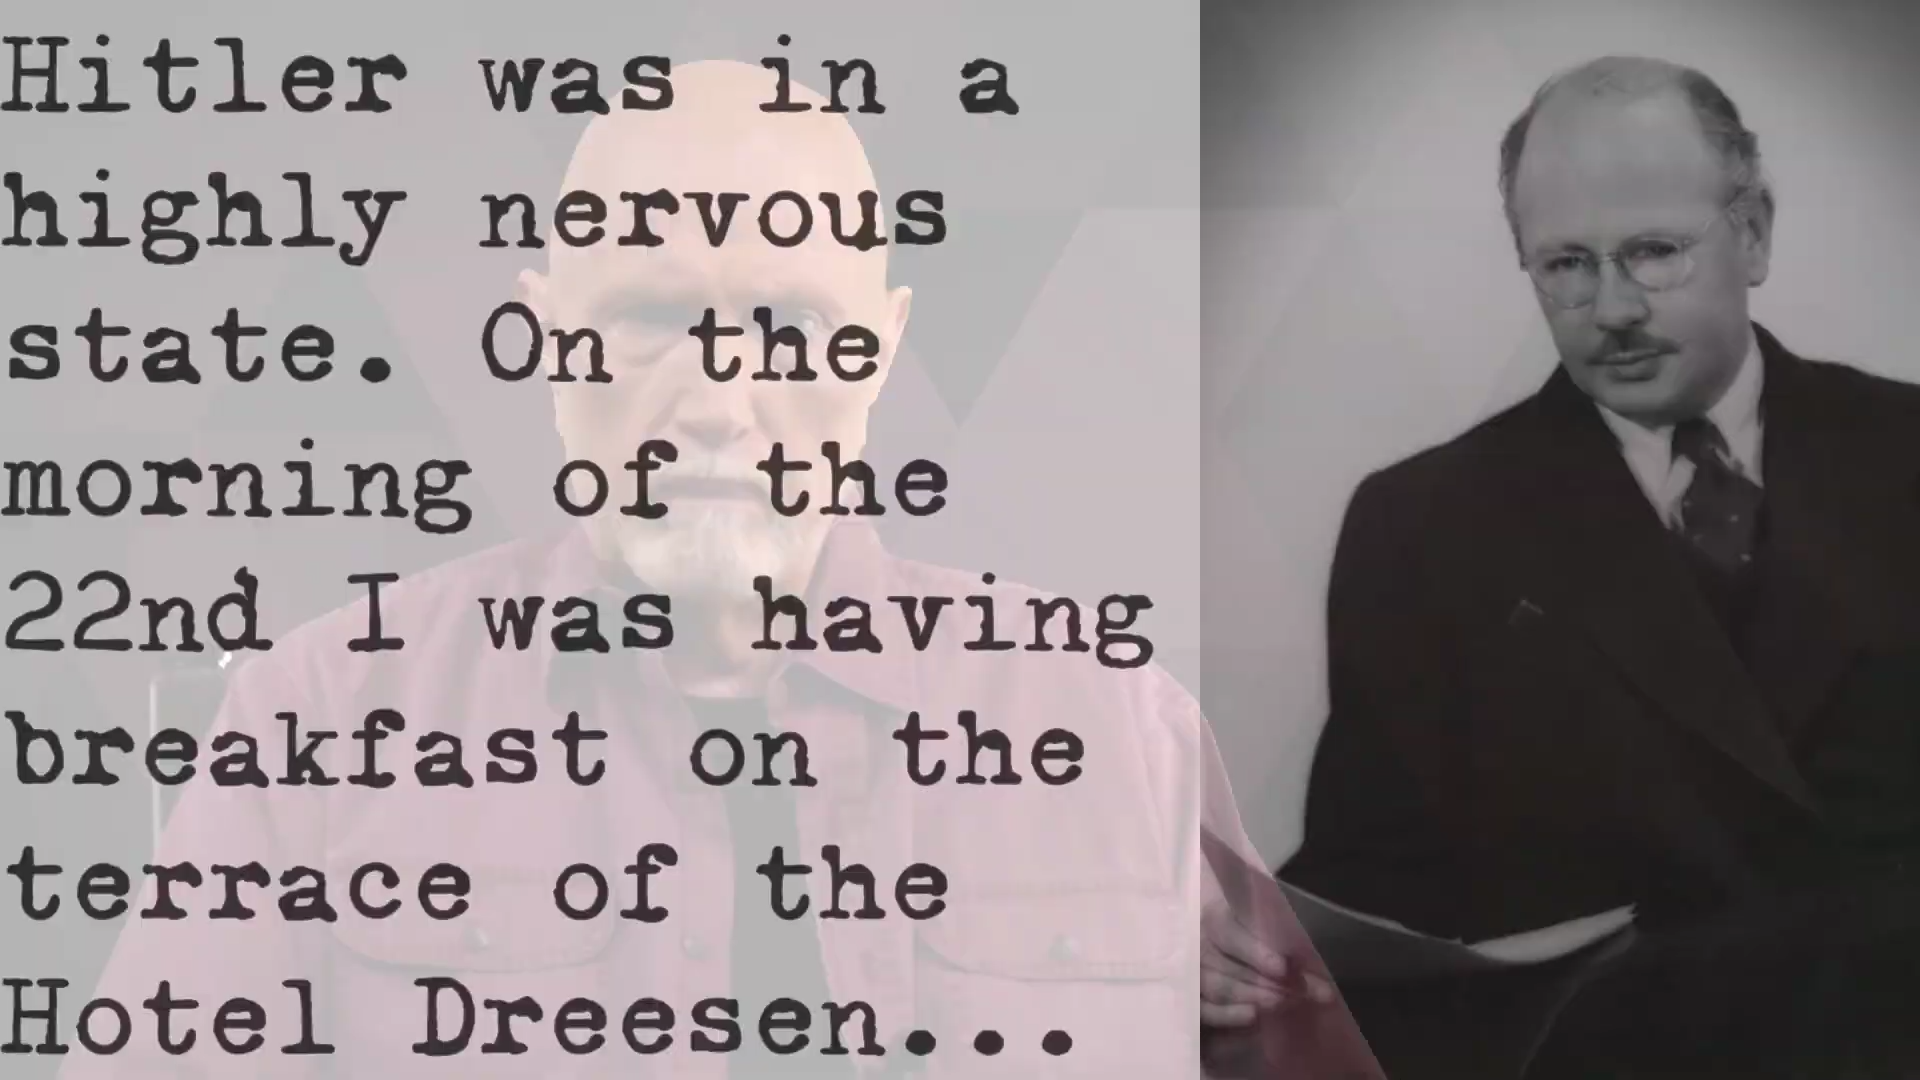 Hitler was in a
highly nervous
state. On the
morning of the
22nd I was having
breakfast on the
terrace of the
Hotel Dreesen...